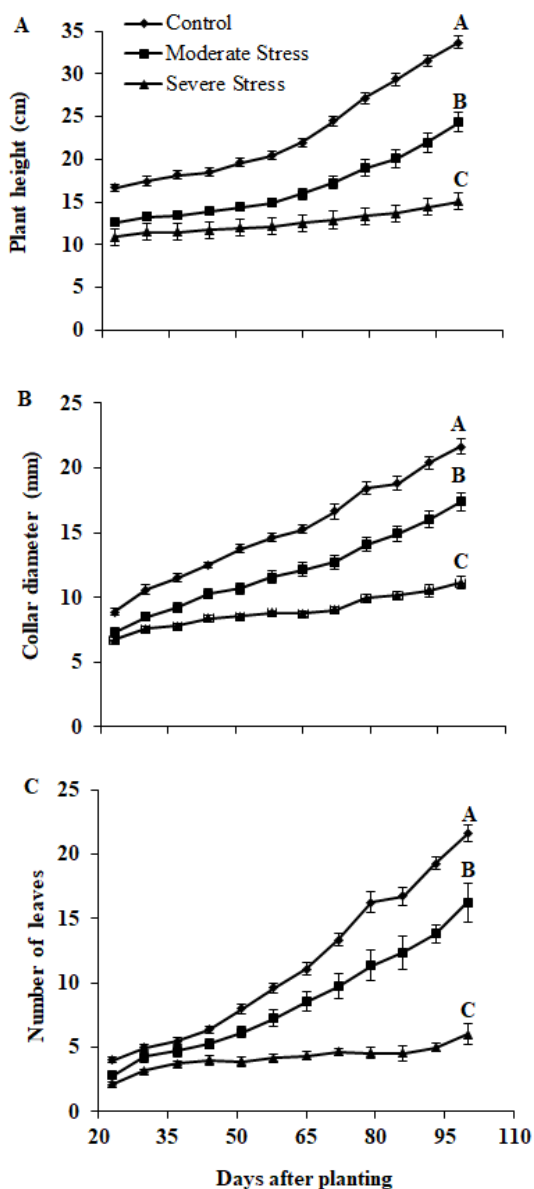 A
Control
Moderate Stress
Severe Stress
A
B
C
Plant height (cm)
40
35
30
25
20
15
10
5
0
B
A
B
C
Collar diameter (mm)
25
20
15
10
5
0
C
A
B
C
Number of leaves
25
20
15
10
5
0
20 35 50 65 80 95 110
Days after planting